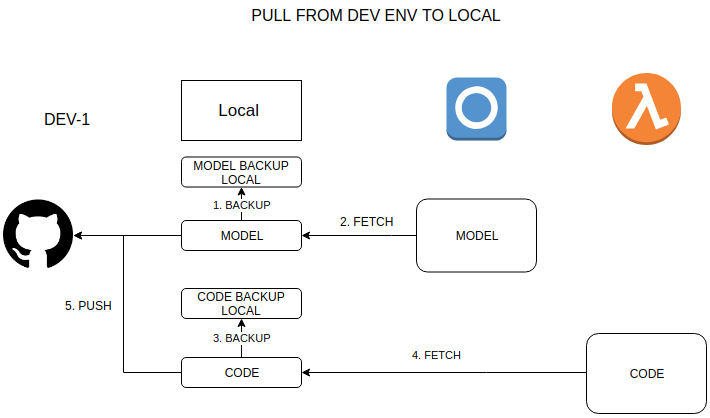 PULL FROM DEV ENV TO LOCAL
DEV-1
Local
λ
MODEL BACKUP
LOCAL
1. BACKUP
2. FETCH
MODEL
MODEL
CODE BACKUP
LOCAL
5. PUSH
3. BACKUP
4. FETCH
CODE
CODE